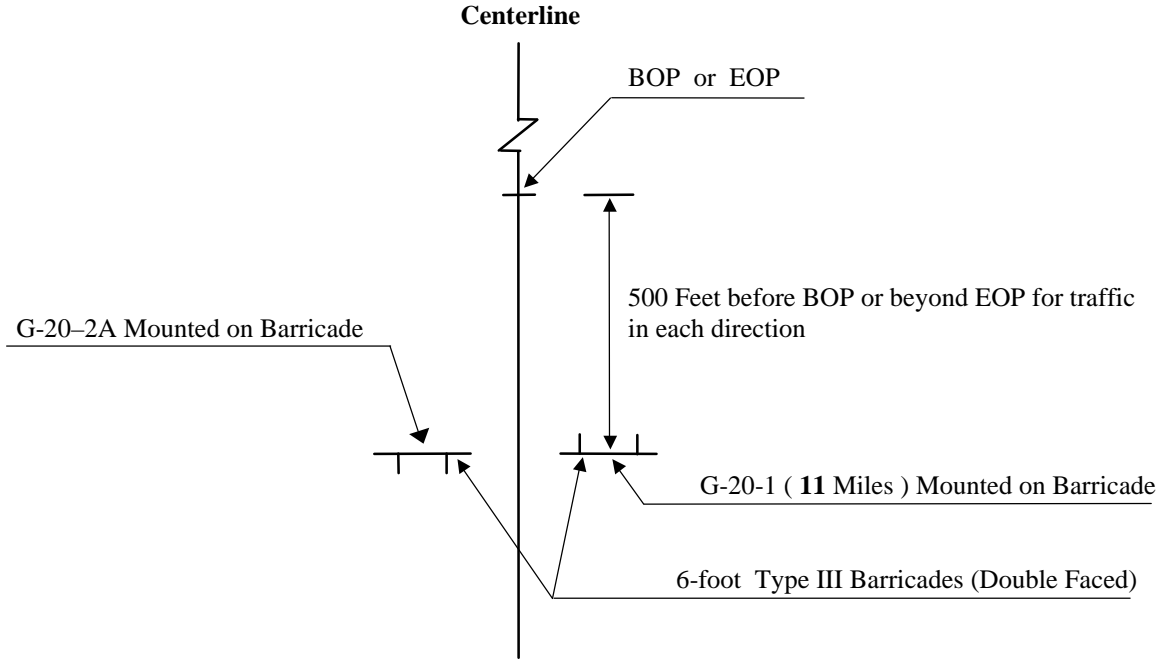 Centerline
BOP or EOP
500 Feet before BOP or beyond EOP for traffic
in each direction
G-20–2A Mounted on Barricade
G-20-1 ( 11 Miles ) Mounted on Barricade
6-foot Type III Barricades (Double Faced)